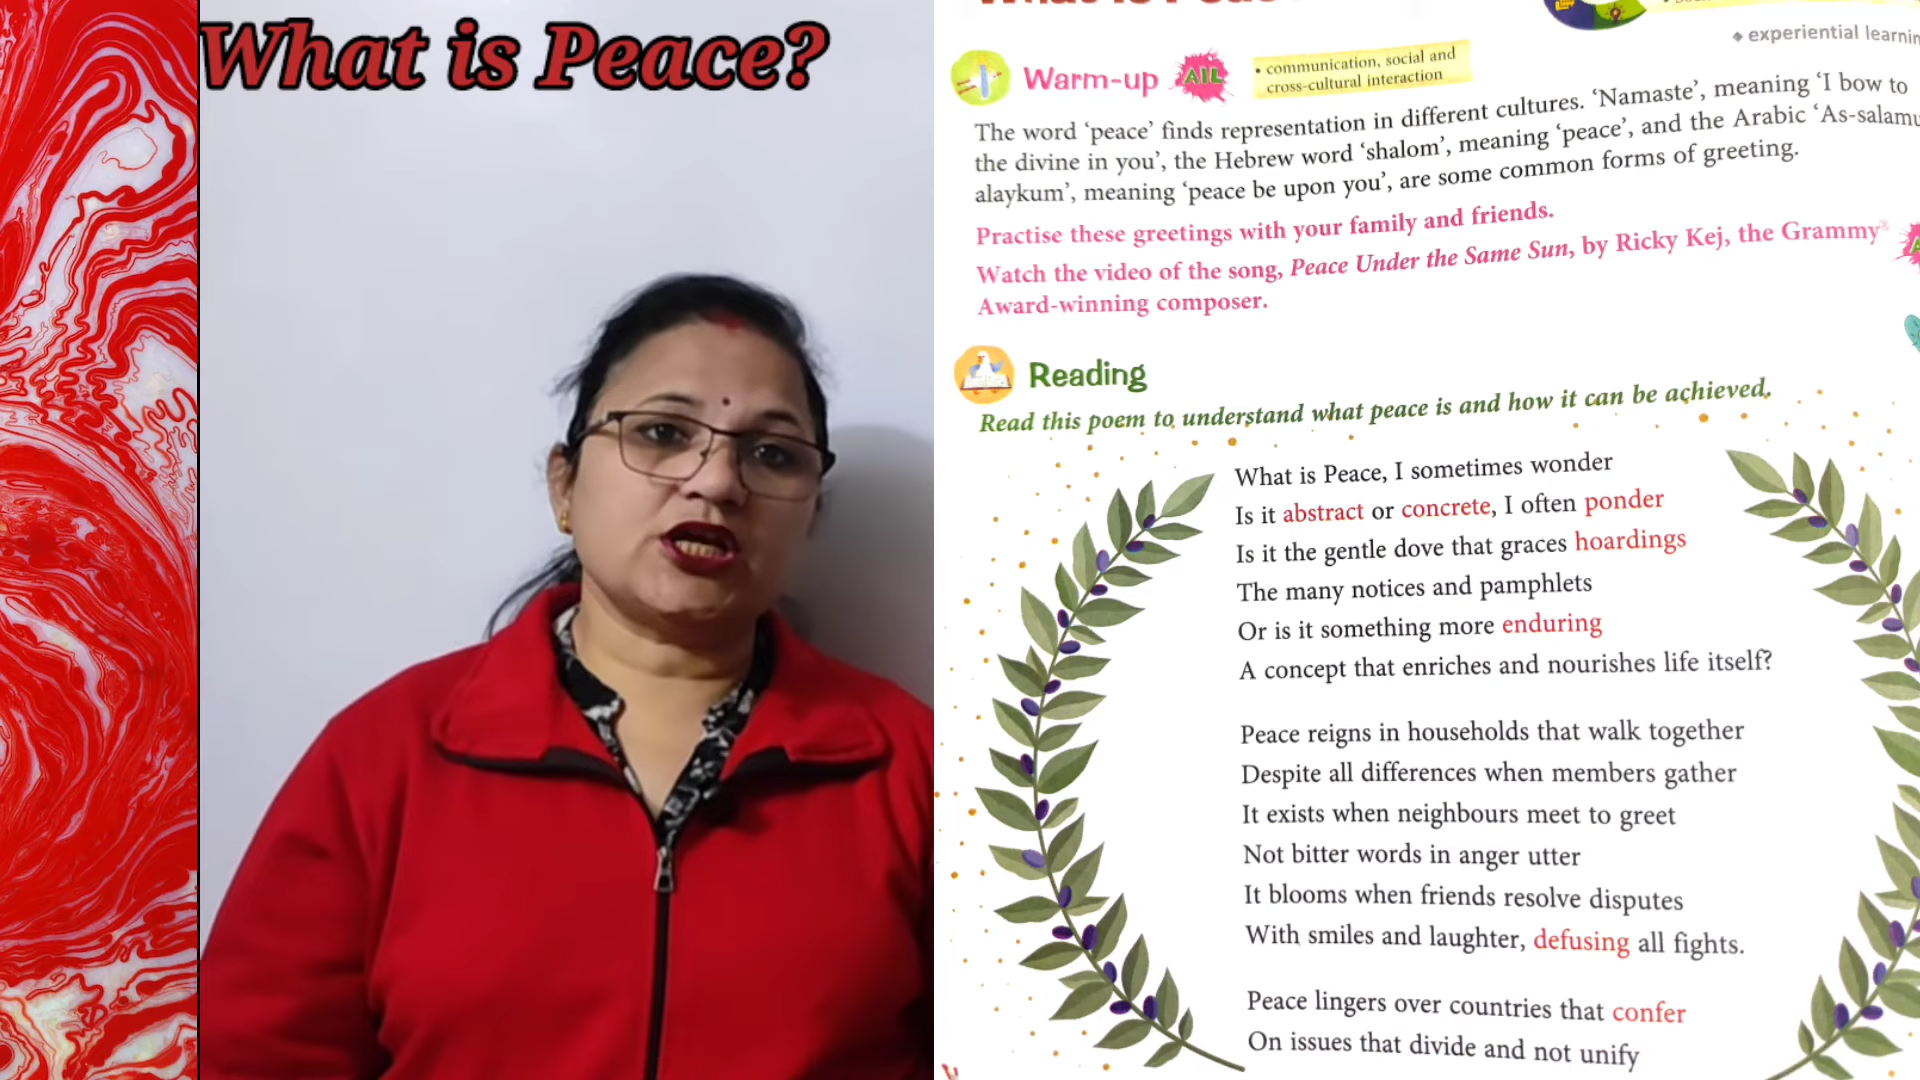 What is Peace?
experiential learnin
Warm-up AIL
• communication, social and
cross-cultural interaction
The word ‘peace’ finds representation in different cultures. ‘Namaste’, meaning ‘I bow to
the divine in you’, the Hebrew word ‘shalom’, meaning ‘peace’, and the Arabic ‘As-salamu
alaykum’, meaning ‘peace be upon you’, are some common forms of greeting.
Practise these greetings with your family and friends.
Watch the video of the song, Peace Under the Same Sun, by Ricky Kej, the Grammy®
Award-winning composer.
Reading
Read this poem to understand what peace is and how it can be achieved.
What is Peace, I sometimes wonder
Is it abstract or concrete, I often ponder
Is it the gentle dove that graces hoardings
The many notices and pamphlets
Or is it something more enduring
A concept that enriches and nourishes life itself?
Peace reigns in households that walk together
Despite all differences when members gather
It exists when neighbours meet to greet
Not bitter words in anger utter
It blooms when friends resolve disputes
With smiles and laughter, defusing all fights.
Peace lingers over countries that confer
On issues that divide and not unify